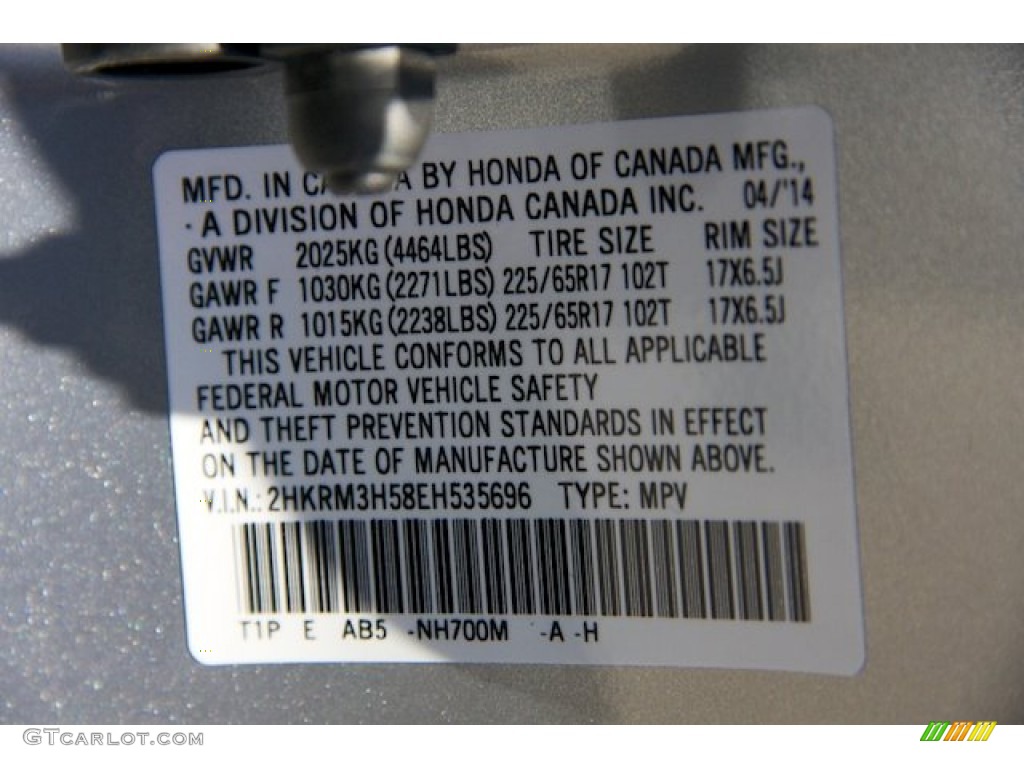 MFD. IN CANADA BY HONDA OF CANADA MFG.,
· A DIVISION OF HONDA CANADA INC. 04/'14
GVWR 2025KG (4464LBS) TIRE SIZE RIM SIZE
GAWR F 1030KG (2271LBS) 225/65R17 102T 17X6.5J
GAWR R 1015KG (2238LBS) 225/65R17 102T 17X6.5J
THIS VEHICLE CONFORMS TO ALL APPLICABLE
FEDERAL MOTOR VEHICLE SAFETY
AND THEFT PREVENTION STANDARDS IN EFFECT
ON THE DATE OF MANUFACTURE SHOWN ABOVE.
V.I.N.: 2HKRM3H58EH535696 TYPE: MPV
T1P E AB5 -NH700M -A -H
GTCARLOT.COM